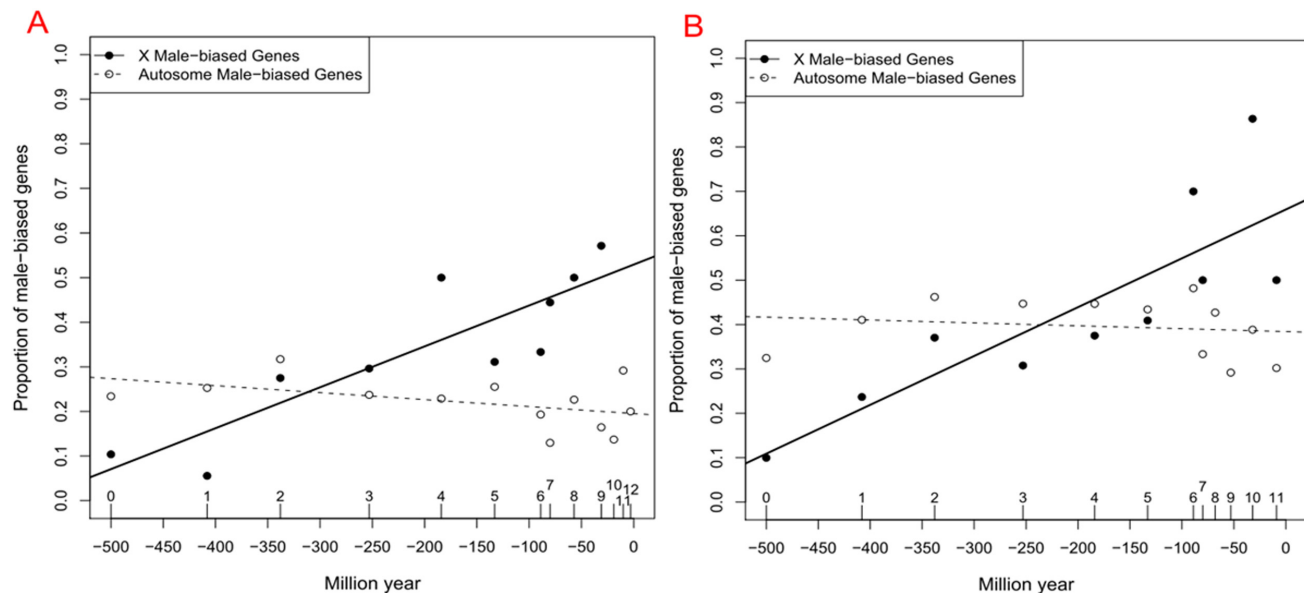 A
X Male-biased Genes
Autosome Male-biased Genes
Proportion of male-biased genes
1.0
0.9
0.8
0.7
0.6
0.5
0.4
0.3
0.2
0.1
0.0
0 1 2 3 4 5 6 7 8 9 10 11 12
-500 -400 -350 -300 -250 -200 -150 -100 -50 0
Million year
B
X Male-biased Genes
Autosome Male-biased Genes
Proportion of male-biased genes
1.0
0.9
0.8
0.7
0.6
0.5
0.4
0.3
0.2
0.1
0.0
0 1 2 3 4 5 6 7 8 9 10 11
-500 -450 -400 -350 -300 -250 -200 -150 -100 -50 0
Million year